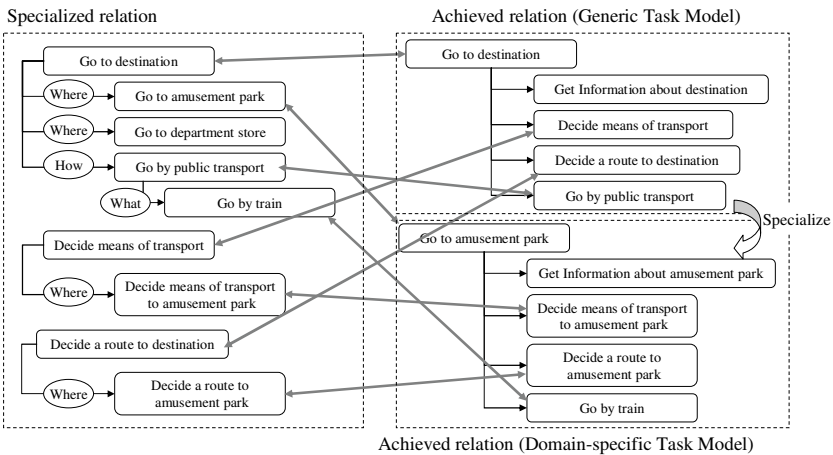 Specialized relation
Go to destination
Where
Go to amusement park
Where
Go to department store
How
Go by public transport
What
Go by train
Decide means of transport
Where
Decide means of transport
to amusement park
Decide a route to destination
Where
Decide a route to
amusement park
Achieved relation (Generic Task Model)
Go to destination
Get Information about destination
Decide means of transport
Decide a route to destination
Go by public transport
Specialize
Go to amusement park
Get Information about amusement park
Decide means of transport
to amusement park
Decide a route to
amusement park
Go by train
Achieved relation (Domain-specific Task Model)